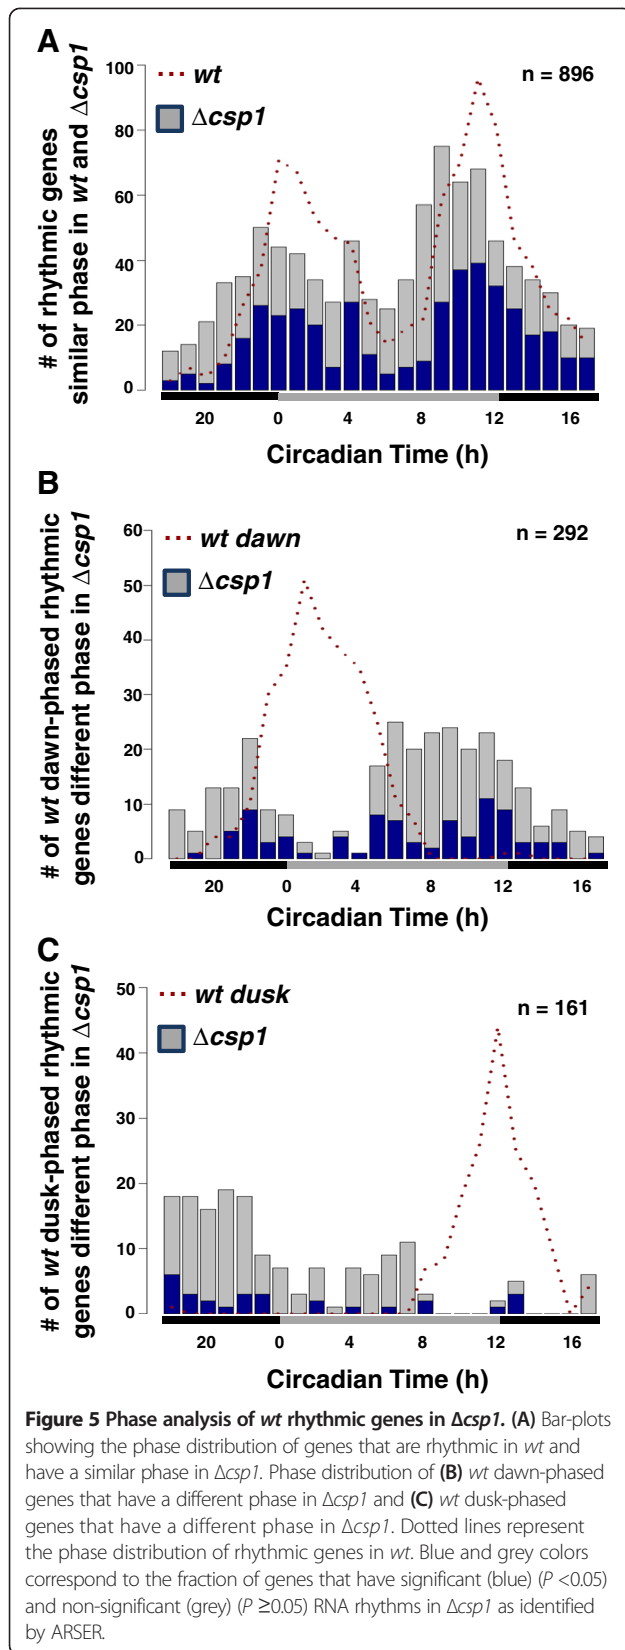 A
# of rhythmic genes
similar phase in wt and Δcsp1
100
80
60
40
20
0
wt
Δcsp1
n = 896
20 0 4 8 12 16
Circadian Time (h)
B
# of wt dawn-phased rhythmic
genes different phase in Δcsp1
60
50
40
30
20
10
0
wt dawn
Δcsp1
n = 292
20 0 4 8 12 16
Circadian Time (h)
C
# of wt dusk-phased rhythmic
genes different phase in Δcsp1
50
40
30
20
10
0
wt dusk
Δcsp1
n = 161
20 0 4 8 12 16
Circadian Time (h)
Figure 5 Phase analysis of wt rhythmic genes in Δcsp1. (A) Bar-plots
showing the phase distribution of genes that are rhythmic in wt and
have a similar phase in Δcsp1. Phase distribution of (B) wt dawn-phased
genes that have a different phase in Δcsp1 and (C) wt dusk-phased
genes that have a different phase in Δcsp1. Dotted lines represent
the phase distribution of rhythmic genes in wt. Blue and grey colors
correspond to the fraction of genes that have significant (blue) (P <0.05)
and non-significant (grey) (P ≥0.05) RNA rhythms in Δcsp1 as identified
by ARSER.